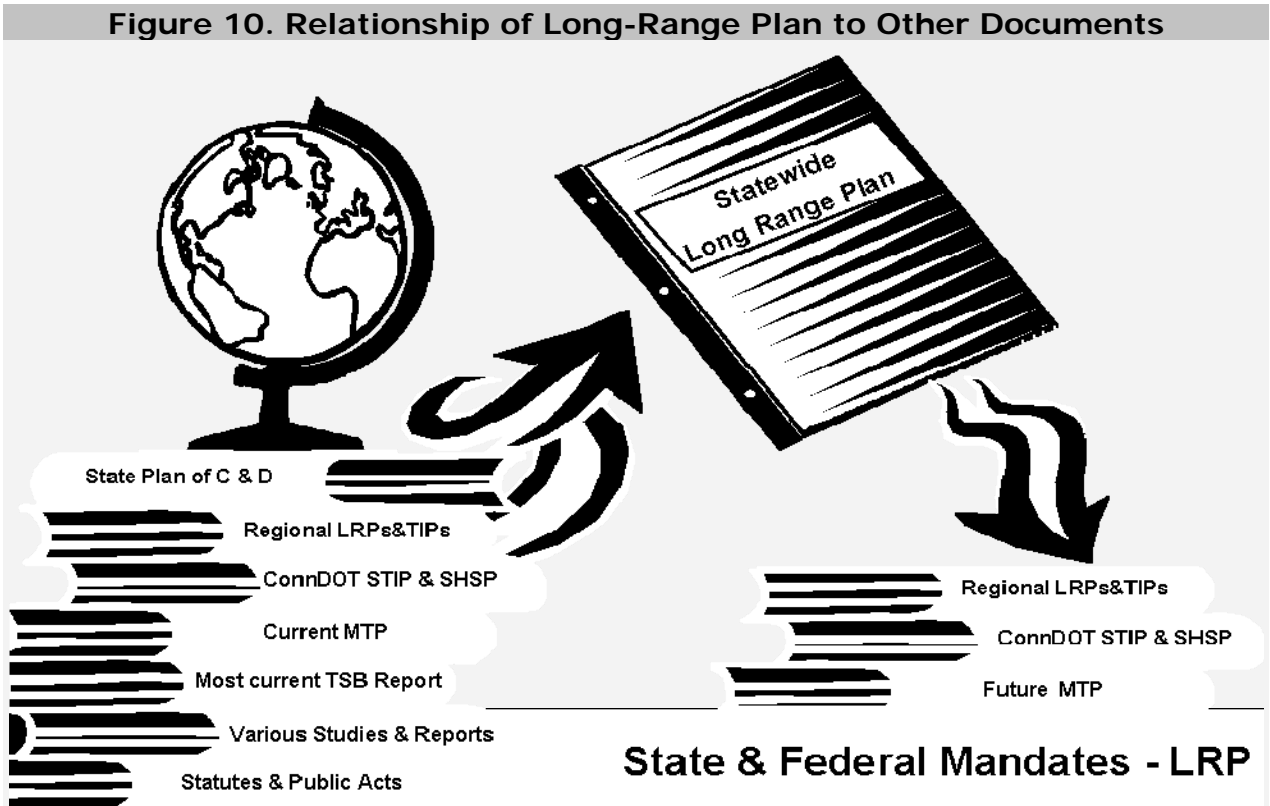 Figure 10. Relationship of Long-Range Plan to Other Documents
Statewide
Long Range Plan
State Plan of C & D
Regional LRPs&TIPs
ConnDOT STIP & SHSP
Current MTP
Most current TSB Report
Various Studies & Reports
Statutes & Public Acts
Regional LRPs&TIPs
ConnDOT STIP & SHSP
Future MTP
State & Federal Mandates - LRP